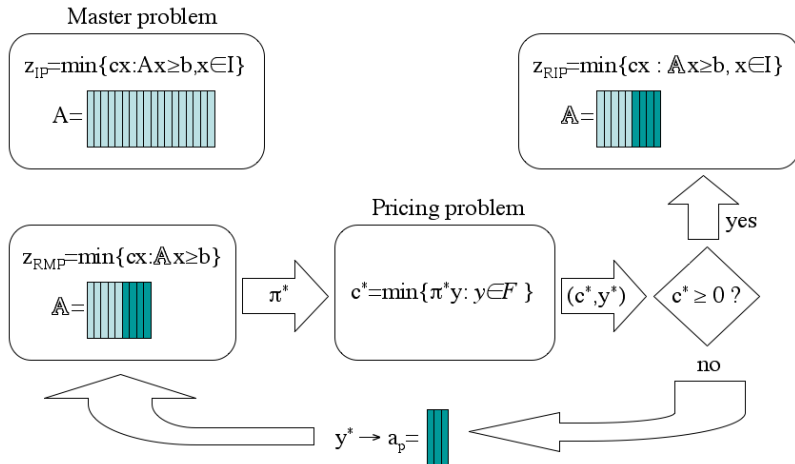 Master problem
z_IP=min{cx:Ax≥b,x∈I}
A=
z_RIP=min{cx : 𝔸x≥b, x∈I}
𝔸=
yes
Pricing problem
z_RMP=min{cx:𝔸x≥b}
𝔸=
π*
c*=min{π*y: y∈F }
(c*,y*)
c* ≥ 0 ?
no
y* → a_p=